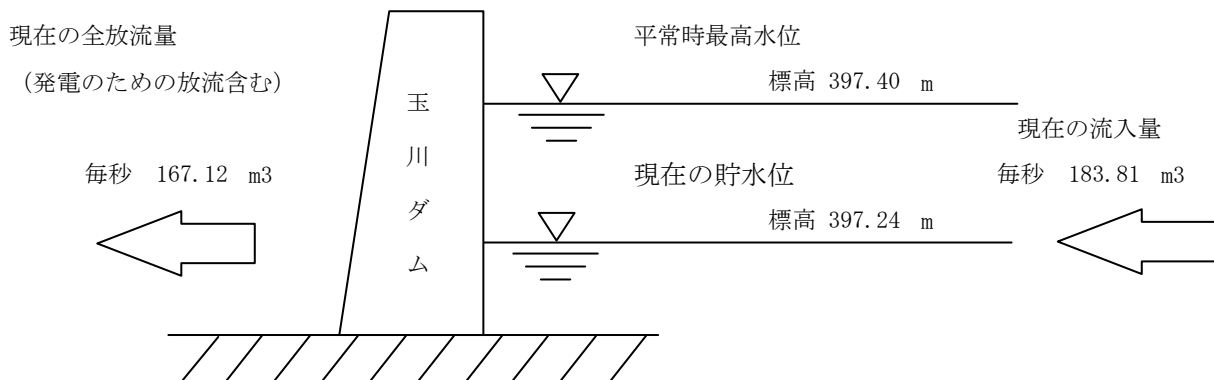 現在の全放流量
（発電のための放流含む）
毎秒 167.12 m3
玉川ダム
平常時最高水位
標高 397.40 m
現在の貯水位
標高 397.24 m
現在の流入量
毎秒 183.81 m3